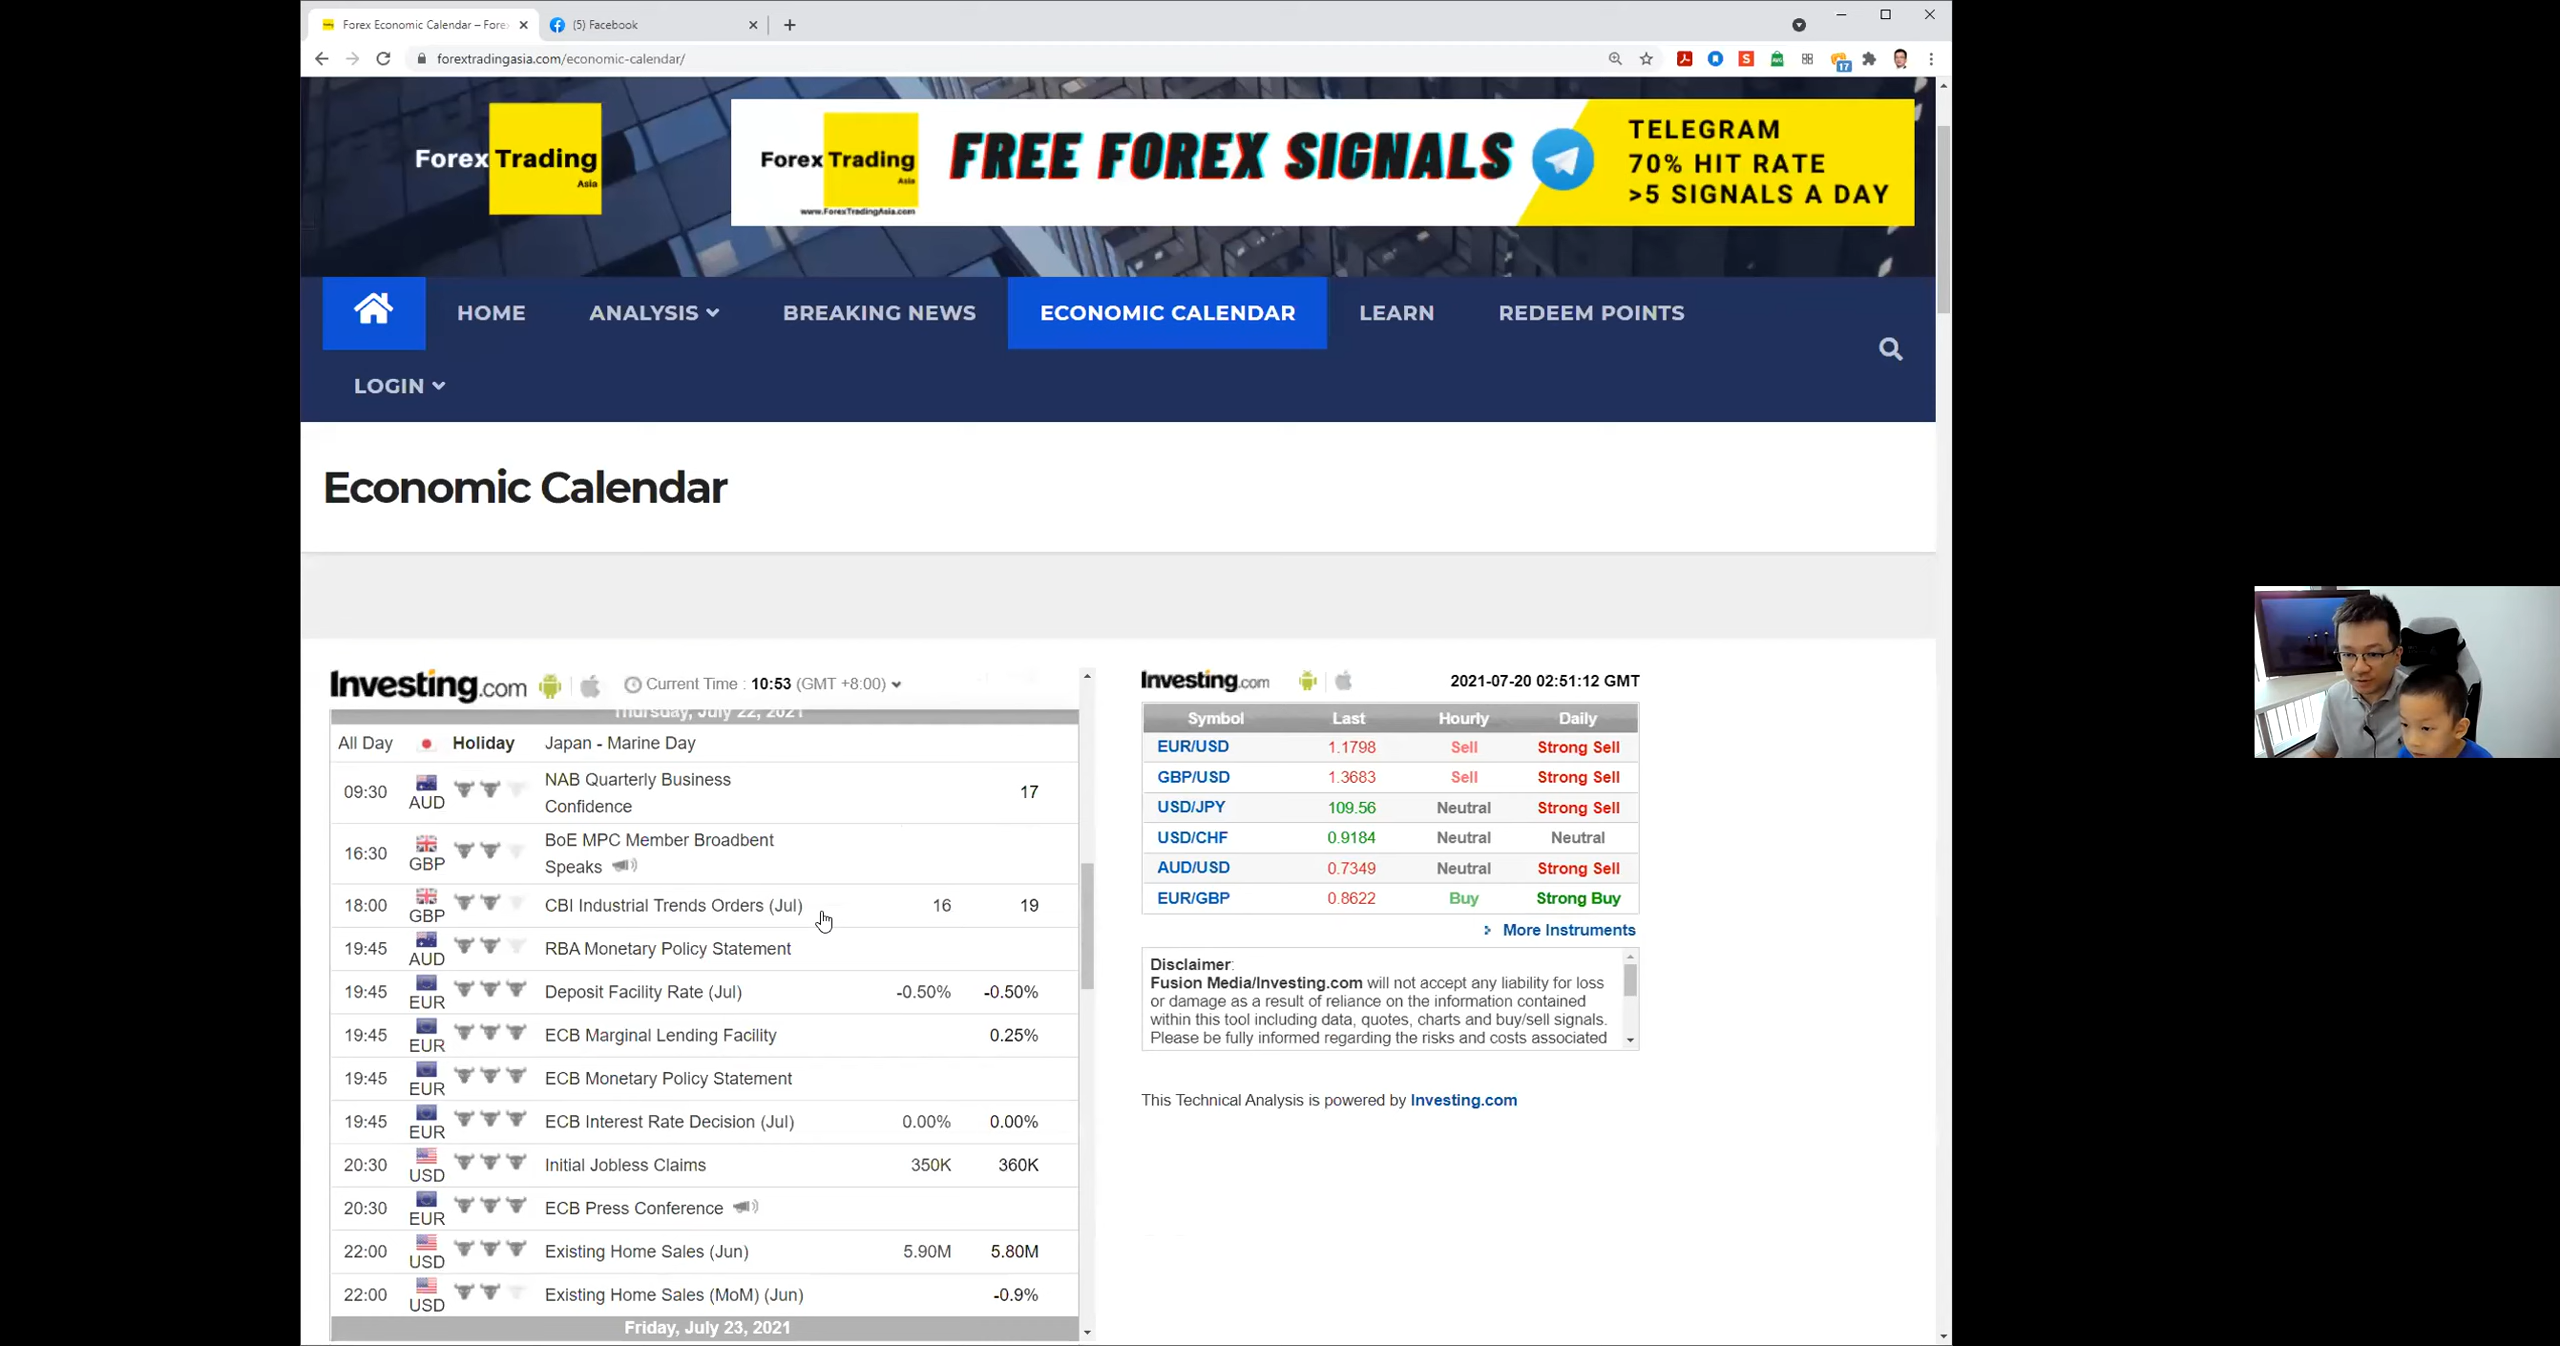 Forex Economic Calendar – Fore
(5) Facebook
forextradingasia.com/economic-calendar/
17
Forex Trading
Asia
Forex Trading
Asia
www.ForexTradingAsia.com
FREE FOREX SIGNALS
TELEGRAM
70% HIT RATE
>5 SIGNALS A DAY
HOME
ANALYSIS
BREAKING NEWS
ECONOMIC CALENDAR
LEARN
REDEEM POINTS
LOGIN
Economic Calendar
Investing.com
Current Time : 10:53 (GMT +8:00)
Thursday, July 22, 2021
All Day Holiday Japan - Marine Day
09:30 AUD NAB Quarterly Business
Confidence 17
16:30 GBP BoE MPC Member Broadbent
Speaks
18:00 GBP CBI Industrial Trends Orders (Jul) 16 19
19:45 AUD RBA Monetary Policy Statement
19:45 EUR Deposit Facility Rate (Jul) -0.50% -0.50%
19:45 EUR ECB Marginal Lending Facility 0.25%
19:45 EUR ECB Monetary Policy Statement
19:45 EUR ECB Interest Rate Decision (Jul) 0.00% 0.00%
20:30 USD Initial Jobless Claims 350K 360K
20:30 EUR ECB Press Conference
22:00 USD Existing Home Sales (Jun) 5.90M 5.80M
22:00 USD Existing Home Sales (MoM) (Jun) -0.9%
Friday, July 23, 2021
Investing.com
2021-07-20 02:51:12 GMT
Symbol Last Hourly Daily
EUR/USD 1.1798 Sell Strong Sell
GBP/USD 1.3683 Sell Strong Sell
USD/JPY 109.56 Neutral Strong Sell
USD/CHF 0.9184 Neutral Neutral
AUD/USD 0.7349 Neutral Strong Sell
EUR/GBP 0.8622 Buy Strong Buy
More Instruments
Disclaimer:
Fusion Media/Investing.com will not accept any liability for loss
or damage as a result of reliance on the information contained
within this tool including data, quotes, charts and buy/sell signals.
Please be fully informed regarding the risks and costs associated
This Technical Analysis is powered by Investing.com